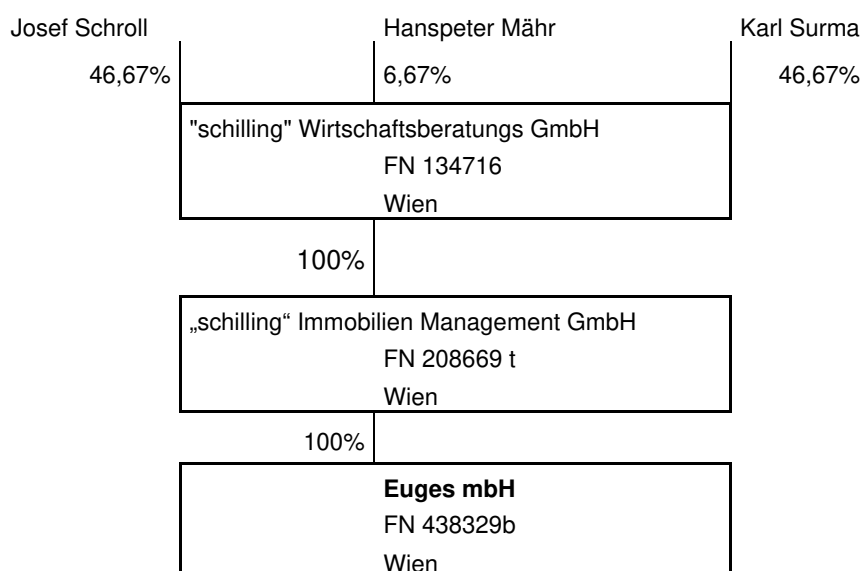 Josef Schroll Hanspeter Mähr Karl Surma
46,67% 6,67% 46,67%
"schilling" Wirtschaftsberatungs GmbH
FN 134716
Wien
100%
„schilling“ Immobilien Management GmbH
FN 208669 t
Wien
100%
Euges mbH
FN 438329b
Wien